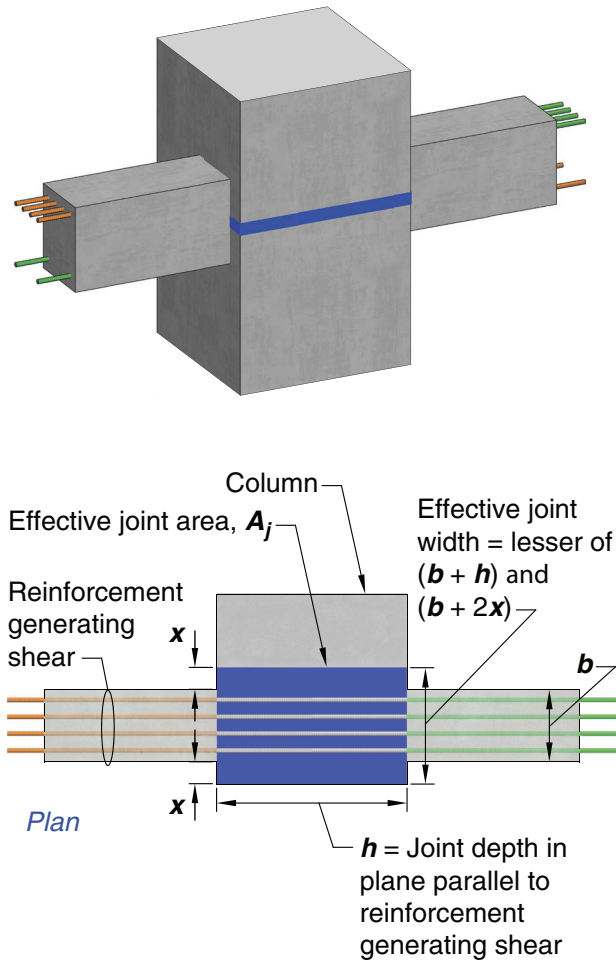 Column
Effective joint area, A_j
Effective joint
width = lesser of
(b + h) and
(b + 2x)
Reinforcement
generating
shear
x
b
x
Plan
h = Joint depth in
plane parallel to
reinforcement
generating shear